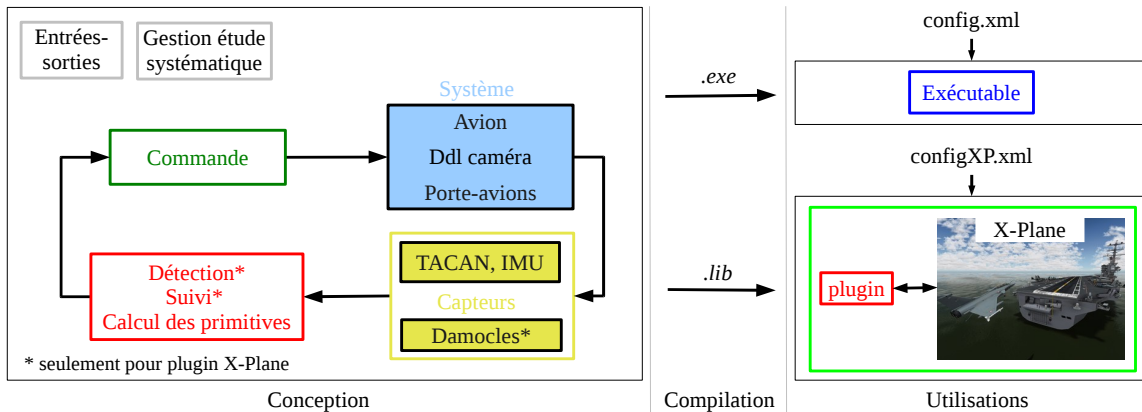 Entrées-
sorties
Gestion étude
systématique
Système
Avion
Ddl caméra
Porte-avions
Commande
Détection*
Suivi*
Calcul des primitives
TACAN, IMU
Capteurs
Damocles*
* seulement pour plugin X-Plane
Conception
.exe
.lib
Compilation
config.xml
Exécutable
configXP.xml
X-Plane
plugin
Utilisations